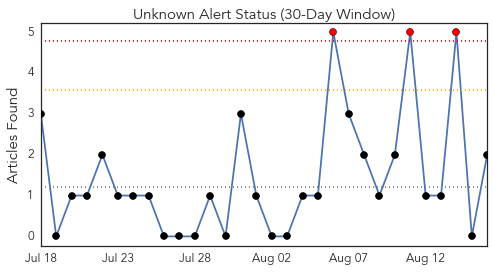 Unknown Alert Status (30-Day Window)
Articles Found
5
4
3
2
1
0
Jul 18 Jul 23 Jul 28 Aug 02 Aug 07 Aug 12